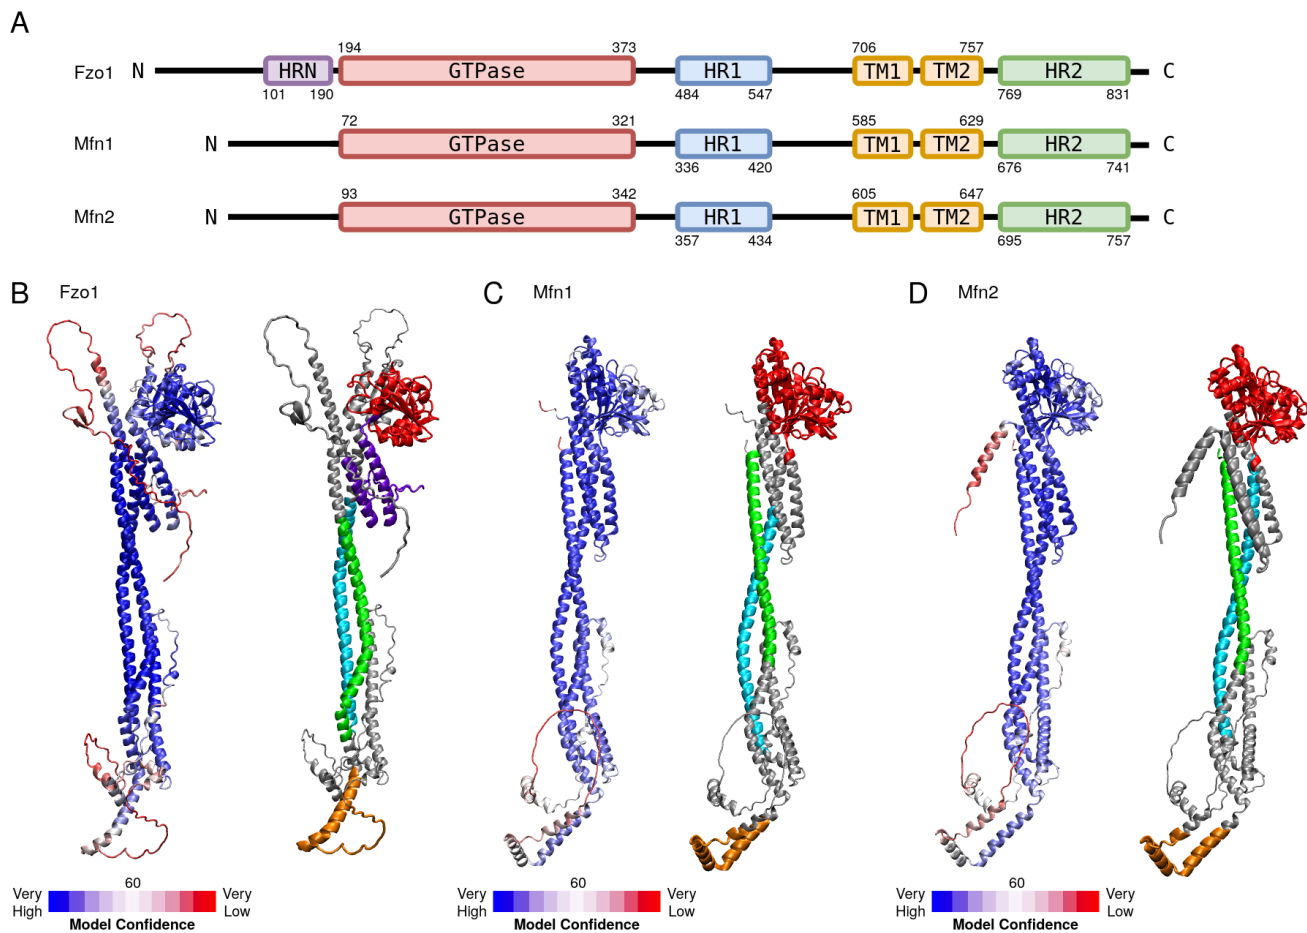 A
194 373 706 757
Fzo1 N HRN GTPase HR1 TM1 TM2 HR2 C
101 190 484 547 769 831
72 321 585 629
Mfn1 N GTPase HR1 TM1 TM2 HR2 C
336 420 676 741
93 342 605 647
Mfn2 N GTPase HR1 TM1 TM2 HR2 C
357 434 695 757
B Fzo1 C Mfn1 D Mfn2
60 60 60
Very Very Very Very Very Very
High Low High Low High Low
Model Confidence Model Confidence Model Confidence